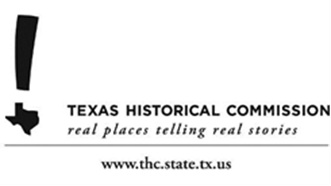 TEXAS HISTORICAL COMMISSION
real places telling real stories
www.thc.state.tx.us